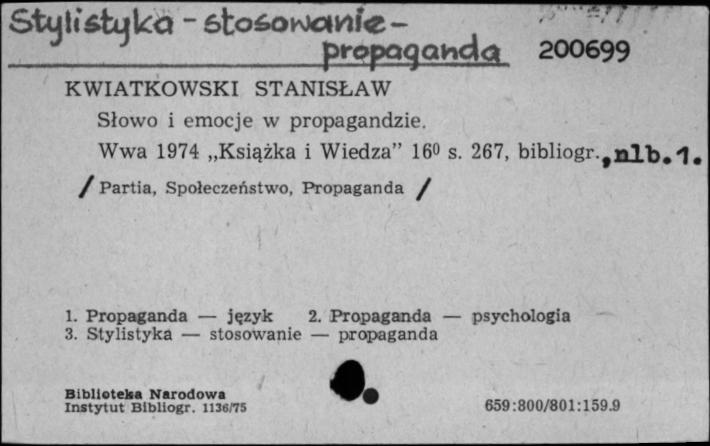 Stylistyka - stosowanie -
propaganda 200699
KWIATKOWSKI STANISŁAW
Słowo i emocje w propagandzie.
Wwa 1974 „Książka i Wiedza” 16⁰ s. 267, bibliogr., nlb. 1.
/ Partia, Społeczeństwo, Propaganda /
1. Propaganda — język 2. Propaganda — psychologia
3. Stylistyka — stosowanie — propaganda
Biblioteka Narodowa
Instytut Bibliogr. 1136/75 659:800/801:159.9